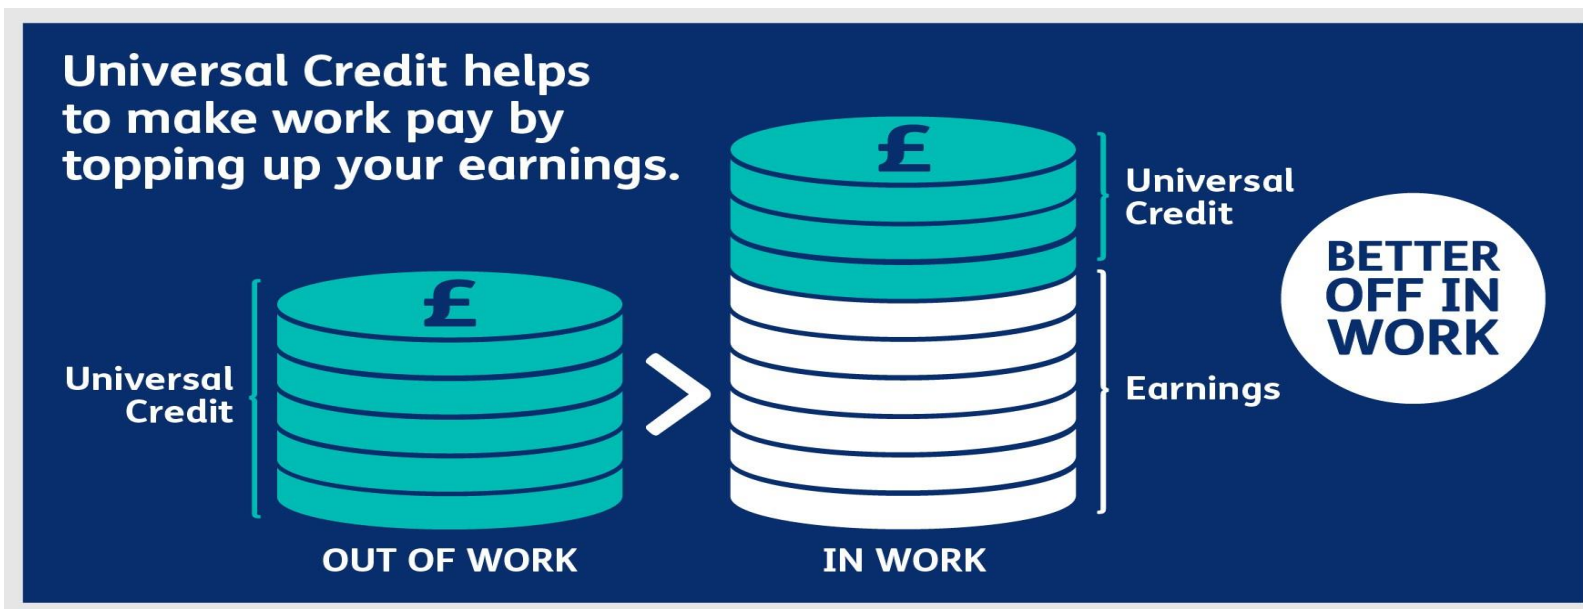 Universal Credit helps
to make work pay by
topping up your earnings.
£
Universal
Credit
OUT OF WORK
>
£
Universal
Credit
Earnings
IN WORK
BETTER
OFF IN
WORK